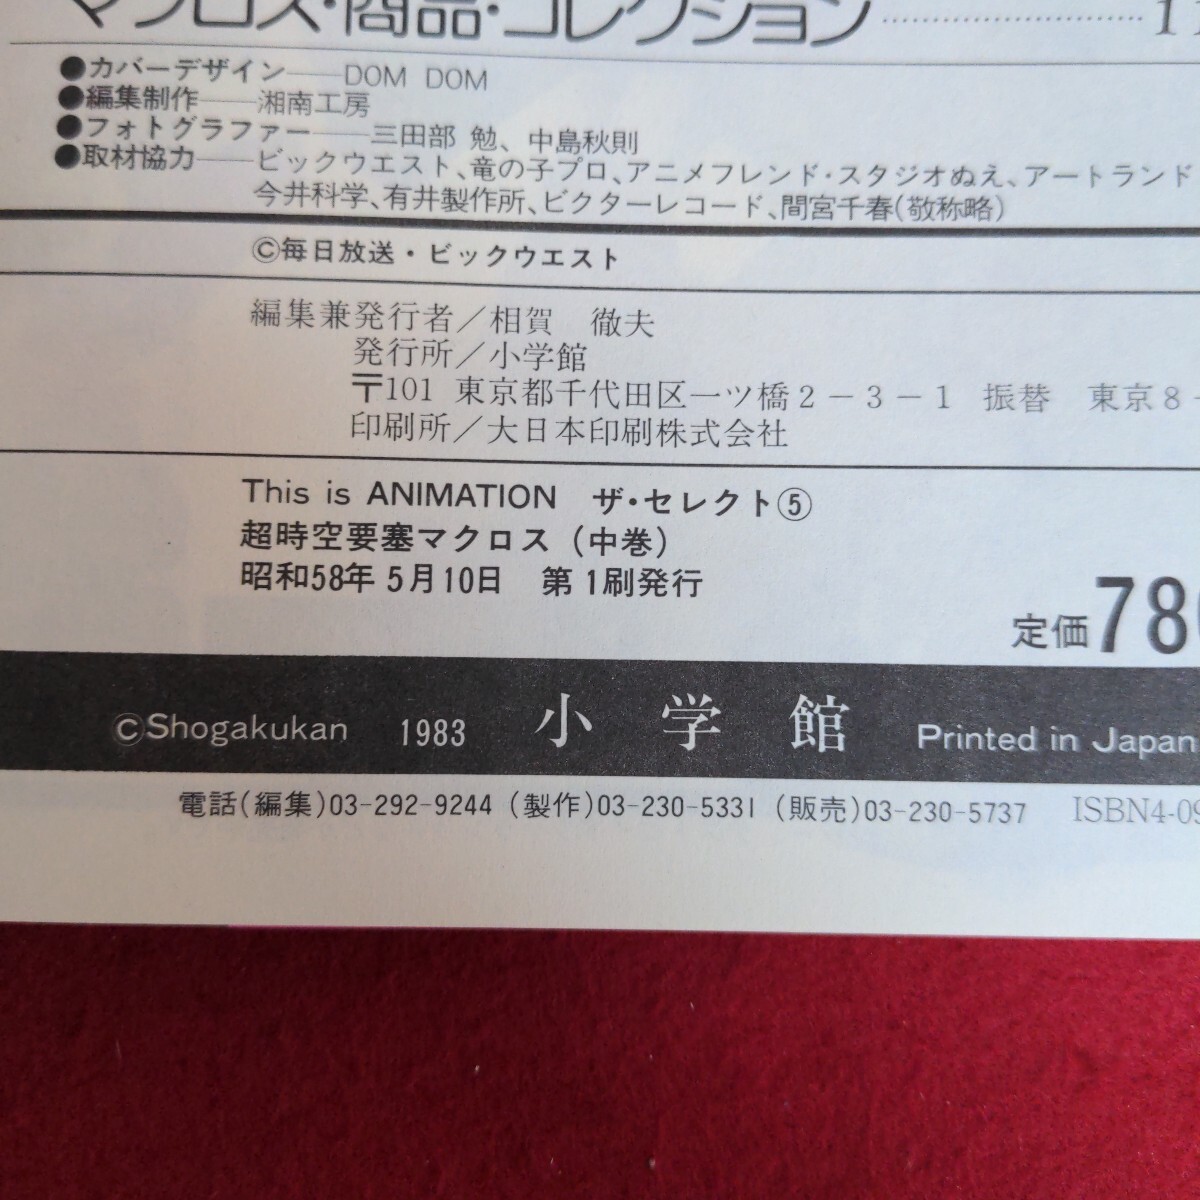 マクロス・商品・コレクション
●カバーデザイン――DOM DOM
●編集制作――湘南工房
●フォトグラファー――三田部 勉、中島秋則
●取材協力――ビックウエスト、竜の子プロ、アニメフレンド・スタジオぬえ、アートランド
今井科学、有井製作所、ビクターレコード、間宮千春(敬称略)
©毎日放送・ビックウエスト
編集兼発行者/相賀 徹夫
発行所/小学館
〒101 東京都千代田区一ツ橋2-3-1 振替 東京8-
印刷所/大日本印刷株式会社
This is ANIMATION ザ・セレクト⑤
超時空要塞マクロス(中巻)
昭和58年5月10日 第1刷発行
定価78
©Shogakukan 1983 小学館 Printed in Japan
電話(編集)03-292-9244 (製作)03-230-5331 (販売)03-230-5737 ISBN4-09